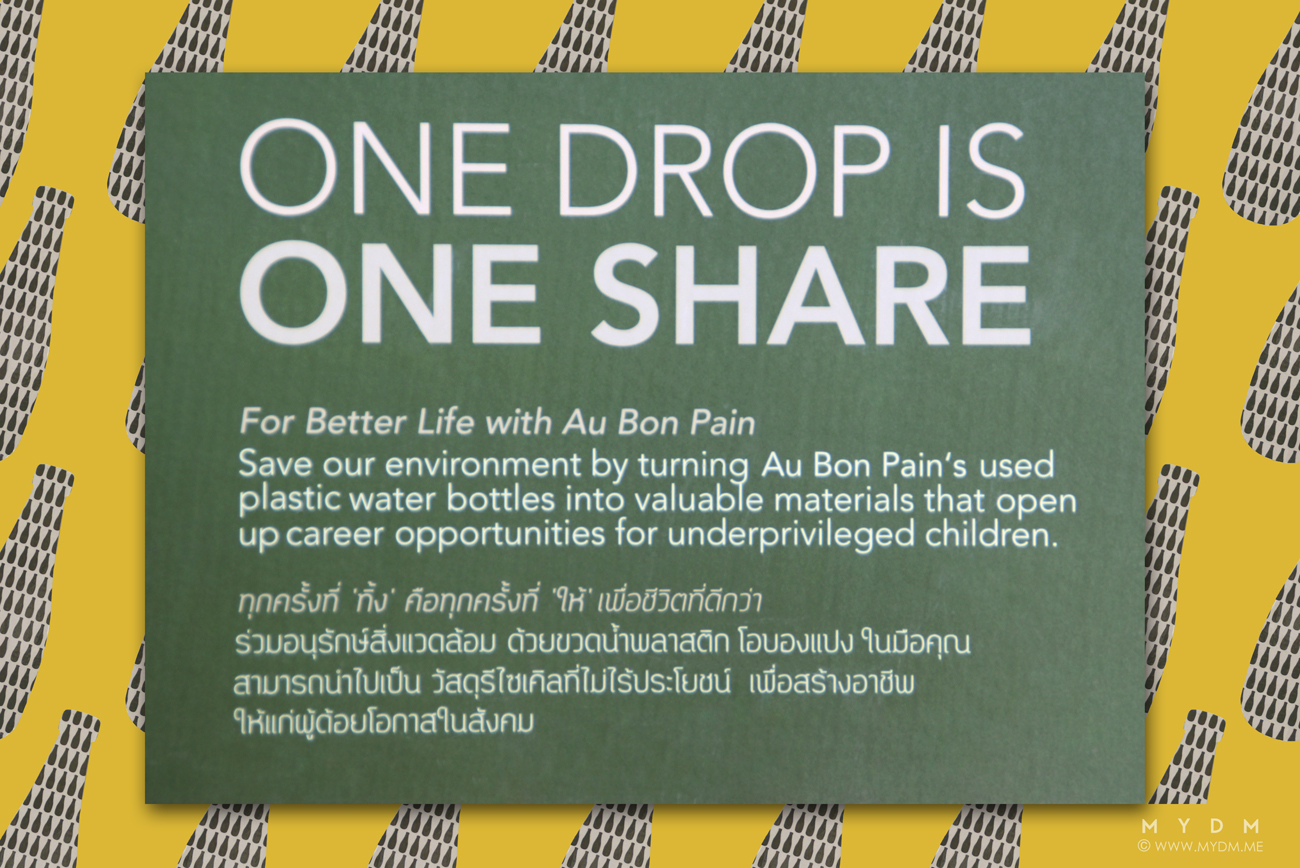 ONE DROP IS
ONE SHARE
For Better Life with Au Bon Pain
Save our environment by turning Au Bon Pain's used
plastic water bottles into valuable materials that open
up career opportunities for underprivileged children.
ทุกครั้งที่ 'ทิ้ง' คือทุกครั้งที่ 'ให้' เพื่อชีวิตที่ดีกว่า
ร่วมอนุรักษ์สิ่งแวดล้อม ด้วยขวดน้ำพลาสติก โอบองแปง ในมือคุณ
สามารถนำไปเป็น วัสดุรีไซเคิลที่ไม่ไร้ประโยชน์ เพื่อสร้างอาชีพ
ให้แก่ผู้ด้อยโอกาสในสังคม
MYDM
© WWW.MYDM.ME